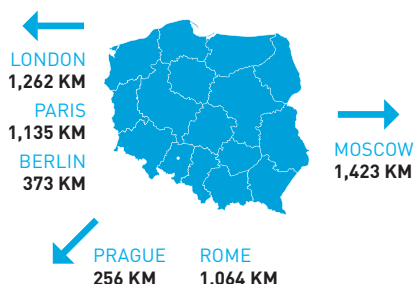 LONDON
1,262 KM
PARIS
1,135 KM
BERLIN
373 KM
MOSCOW
1,423 KM
PRAGUE
256 KM
ROME
1,064 KM